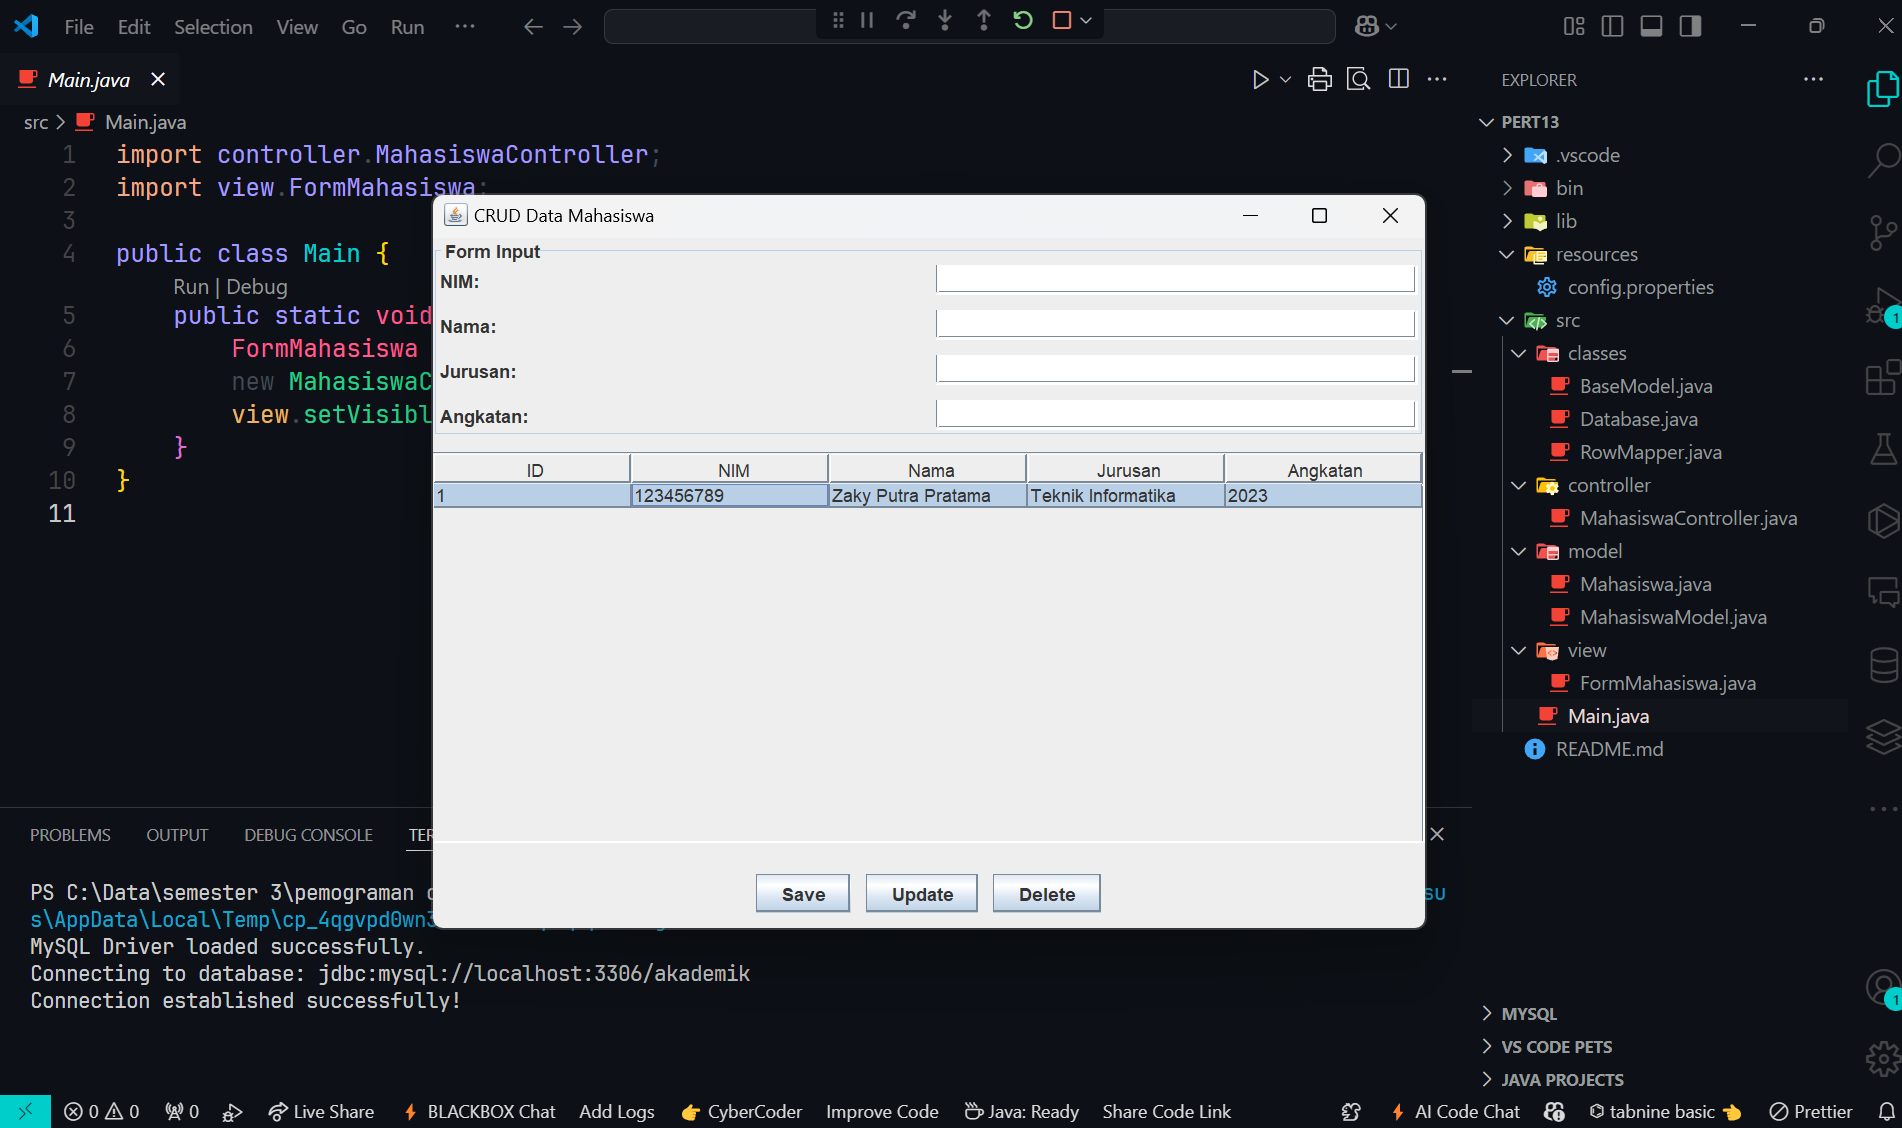 File Edit Selection View Go Run ···
Main.java
src > Main.java
1 import controller.MahasiswaController;
2 import view.FormMahasiswa;
3
4 public class Main {
Run | Debug
5 public static void
6 FormMahasiswa
7 new MahasiswaC
8 view.setVisibl
9 }
10 }
11
CRUD Data Mahasiswa
Form Input
NIM:
Nama:
Jurusan:
Angkatan:
ID NIM Nama Jurusan Angkatan
1 123456789 Zaky Putra Pratama Teknik Informatika 2023
Save Update Delete
PROBLEMS OUTPUT DEBUG CONSOLE TER
PS C:\Data\semester 3\pemograman
s\AppData\Local\Temp\cp_4qgvpd0wn3
su
MySQL Driver loaded successfully.
Connecting to database: jdbc:mysql://localhost:3306/akademik
Connection established successfully!
EXPLORER
PERT13
.vscode
bin
lib
resources
config.properties
src
classes
BaseModel.java
Database.java
RowMapper.java
controller
MahasiswaController.java
model
Mahasiswa.java
MahasiswaModel.java
view
FormMahasiswa.java
Main.java
README.md
MYSQL
VS CODE PETS
JAVA PROJECTS
1
1
0 0 0 Live Share BLACKBOX Chat Add Logs CyberCoder Improve Code Java: Ready Share Code Link AI Code Chat tabnine basic Prettier